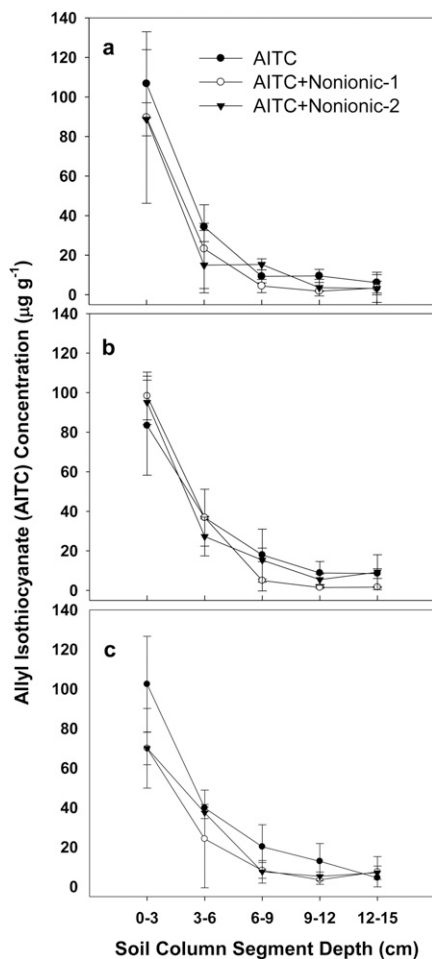 Allyl Isothiocyanate (AITC) Concentration (µg g⁻¹)
a
AITC
AITC+Nonionic-1
AITC+Nonionic-2
140
120
100
80
60
40
20
0
b
140
120
100
80
60
40
20
0
c
140
120
100
80
60
40
20
0
0-3 3-6 6-9 9-12 12-15
Soil Column Segment Depth (cm)